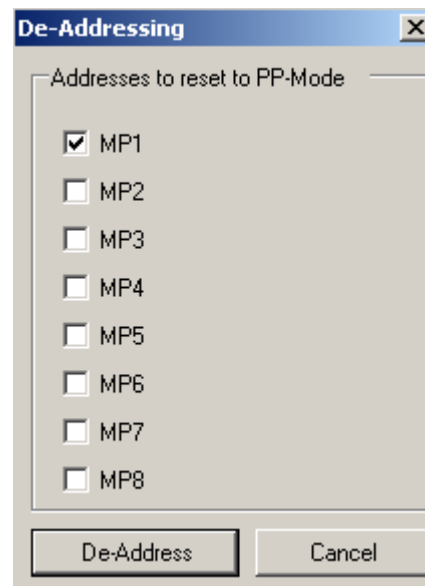 De-Addressing
Addresses to reset to PP-Mode
MP1
MP2
MP3
MP4
MP5
MP6
MP7
MP8
De-Address Cancel